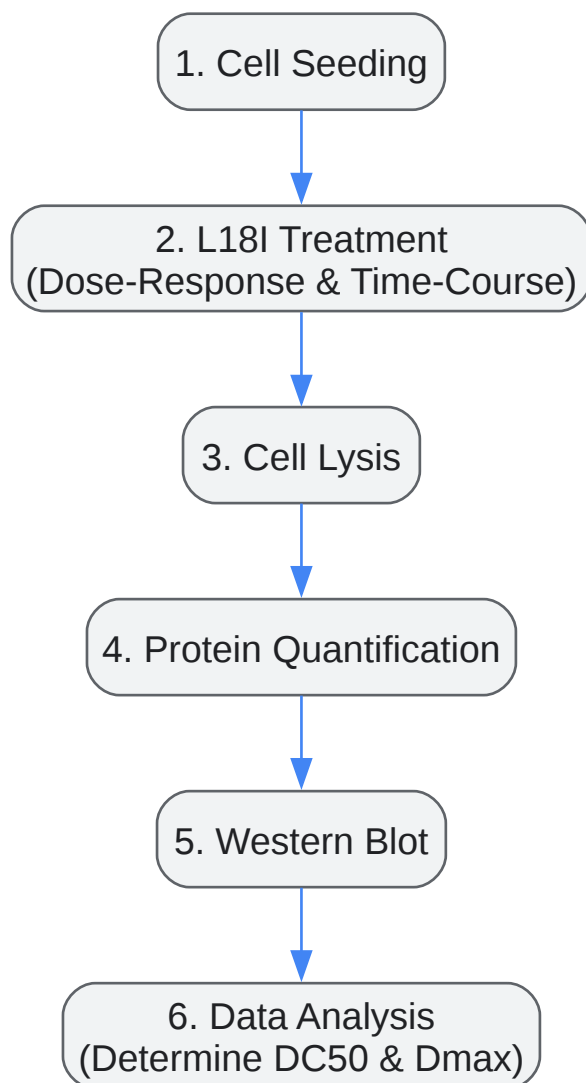 1. Cell Seeding
2. L18I Treatment
(Dose-Response & Time-Course)
3. Cell Lysis
4. Protein Quantification
5. Western Blot
6. Data Analysis
(Determine DC50 & Dmax)